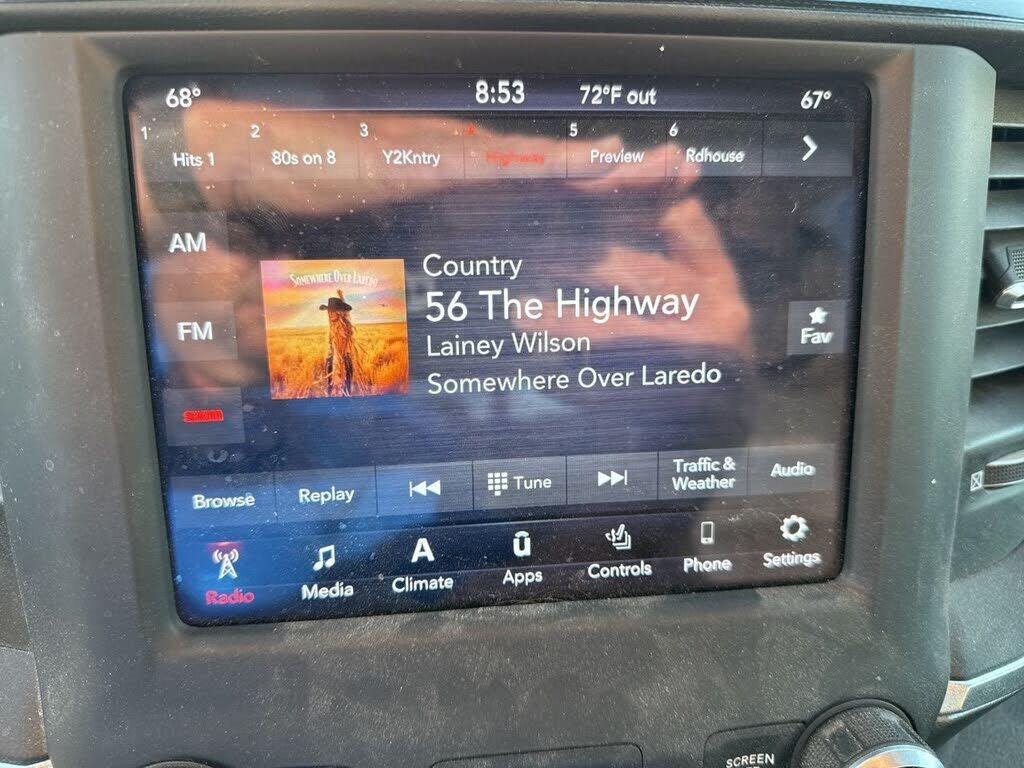 68° 8:53 72°F out 67°
1 2 3 4 5 6
Hits 1 80s on 8 Y2Kntry Highway Preview Rdhouse
AM
FM
SXM
SOMEWHERE OVER LAREDO
Country
56 The Highway
Lainey Wilson
Somewhere Over Laredo
Fav
Browse Replay Tune Traffic & Audio
Weather
A
Radio Media Climate Apps Controls Phone Settings
SCREEN